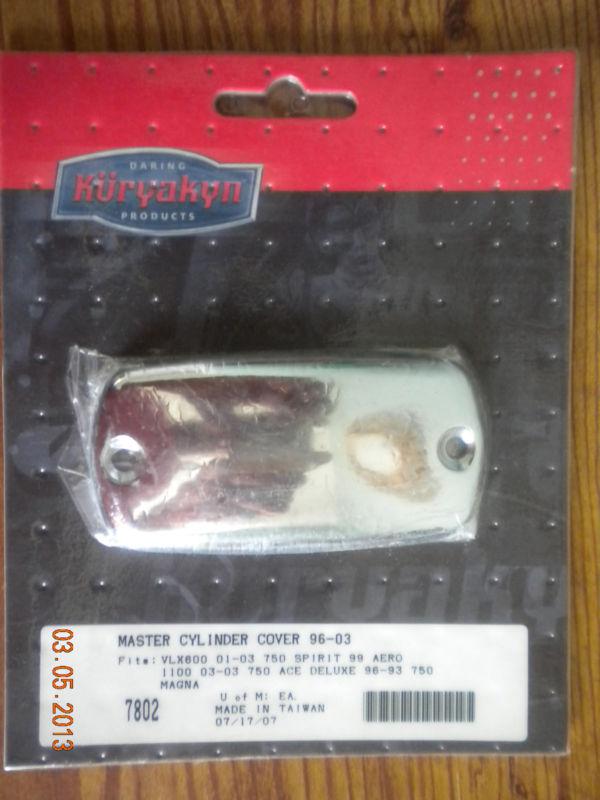 DARING
Küryakyn
PRODUCTS
MASTER CYLINDER COVER 96-03
Fits: VLX600 01-03 750 SPIRIT 99 AERO
1100 03-03 750 ACE DELUXE 96-93 750
MAGNA
7802
U of M: EA.
MADE IN TAIWAN
07/17/07
03.05.2013